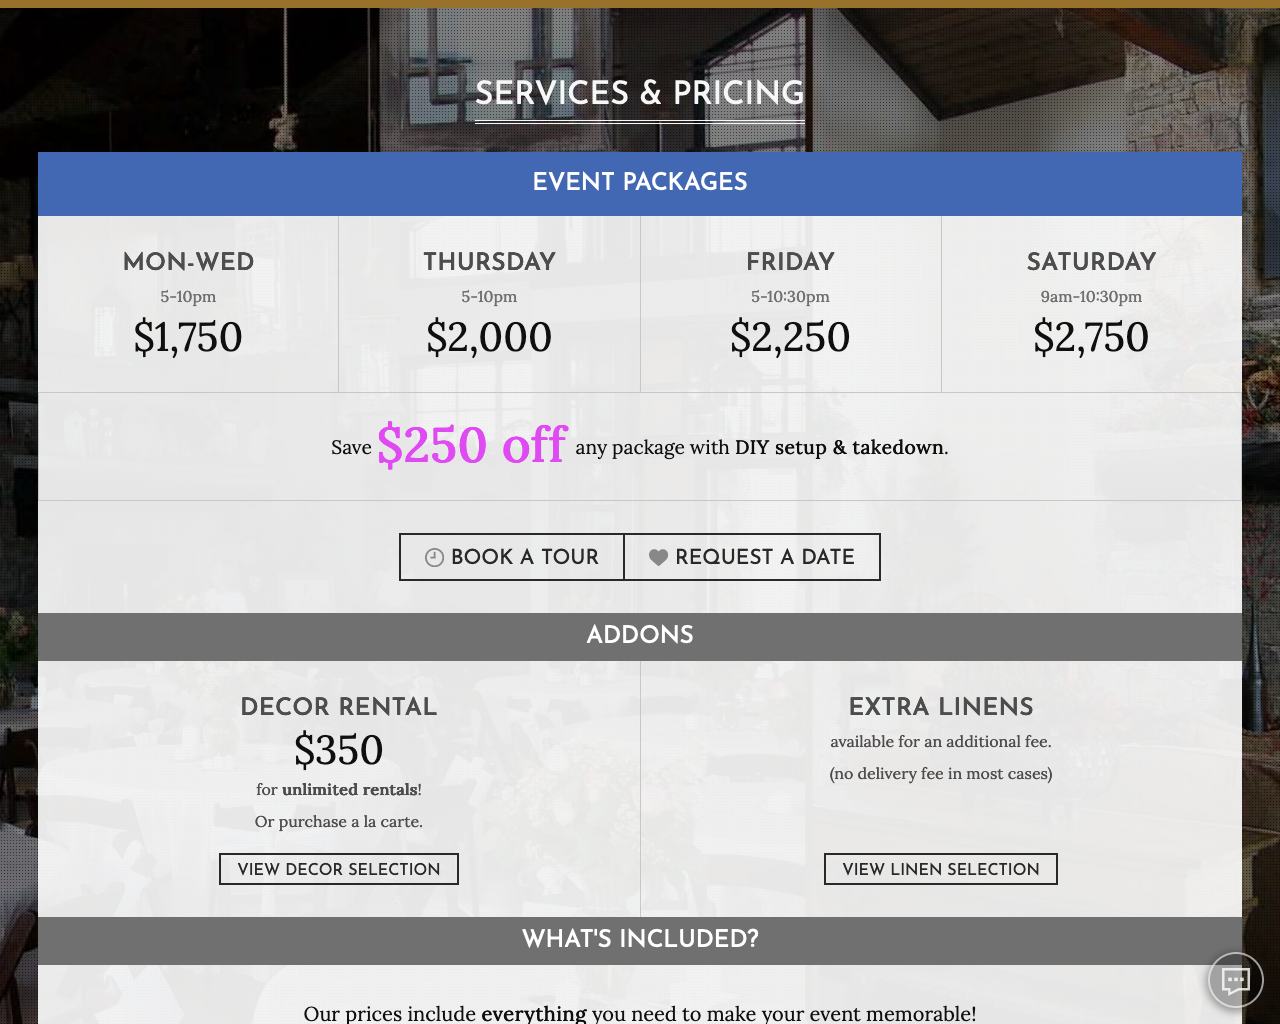 SERVICES & PRICING
EVENT PACKAGES
MON-WED
5-10pm
$1,750
THURSDAY
5-10pm
$2,000
FRIDAY
5-10:30pm
$2,250
SATURDAY
9am-10:30pm
$2,750
Save $250 off any package with DIY setup & takedown.
BOOK A TOUR
REQUEST A DATE
ADDONS
DECOR RENTAL
$350
for unlimited rentals!
Or purchase a la carte.
VIEW DECOR SELECTION
EXTRA LINENS
available for an additional fee.
(no delivery fee in most cases)
VIEW LINEN SELECTION
WHAT'S INCLUDED?
Our prices include everything you need to make your event memorable!